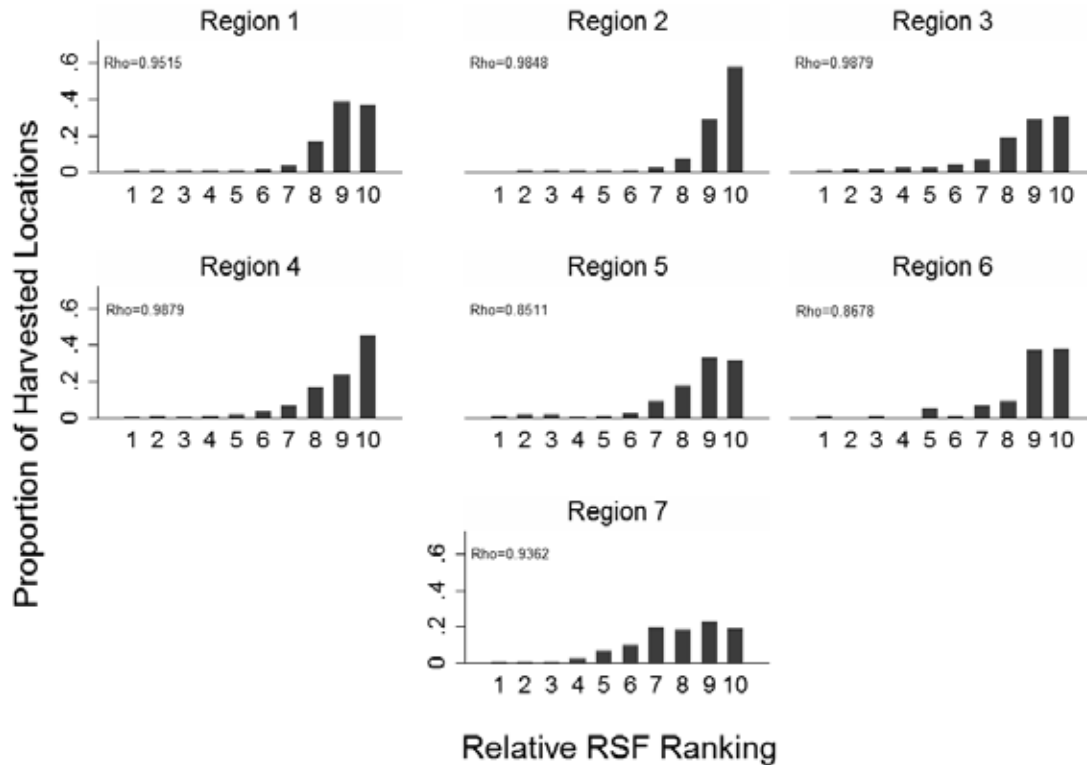 Region 1
Region 2
Region 3
Rho=0.9515
Rho=0.9848
Rho=0.9879
0 .2 .4 .6
1 2 3 4 5 6 7 8 9 10
1 2 3 4 5 6 7 8 9 10
1 2 3 4 5 6 7 8 9 10
Region 4
Region 5
Region 6
Rho=0.9879
Rho=0.8511
Rho=0.8678
0 .2 .4 .6
1 2 3 4 5 6 7 8 9 10
1 2 3 4 5 6 7 8 9 10
1 2 3 4 5 6 7 8 9 10
Region 7
Rho=0.9362
0 .2 .4 .6
1 2 3 4 5 6 7 8 9 10
Proportion of Harvested Locations
Relative RSF Ranking